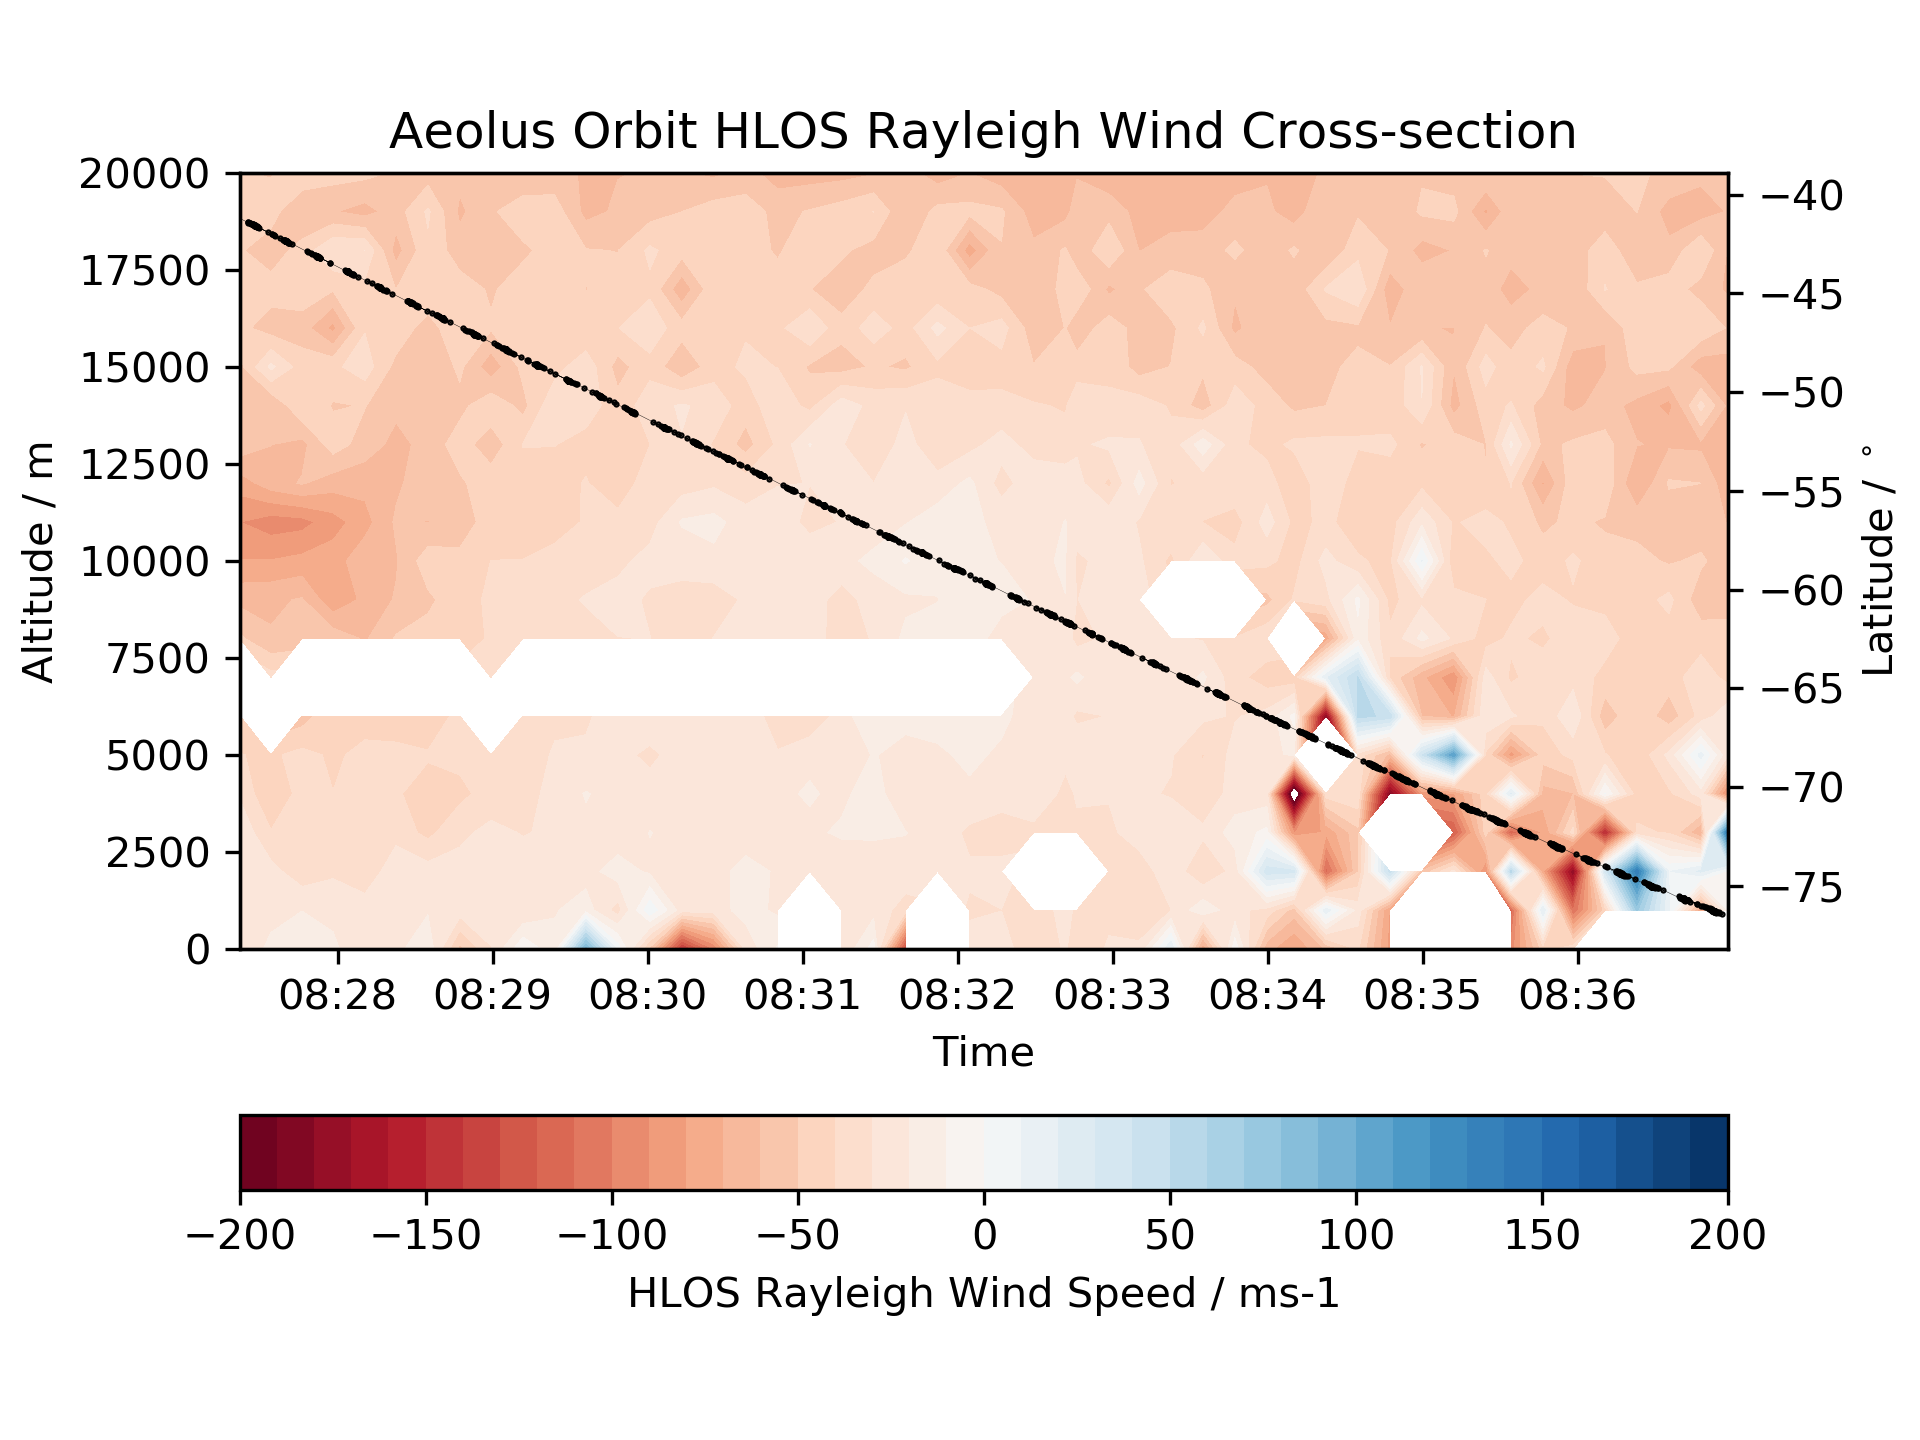 Aeolus Orbit HLOS Rayleigh Wind Cross-section
20000
17500
15000
12500
10000
7500
5000
2500
0
Altitude / m
−40
−45
−50
−55
−60
−65
−70
−75
Latitude / °
08:28 08:29 08:30 08:31 08:32 08:33 08:34 08:35 08:36
Time
−200 −150 −100 −50 0 50 100 150 200
HLOS Rayleigh Wind Speed / ms-1